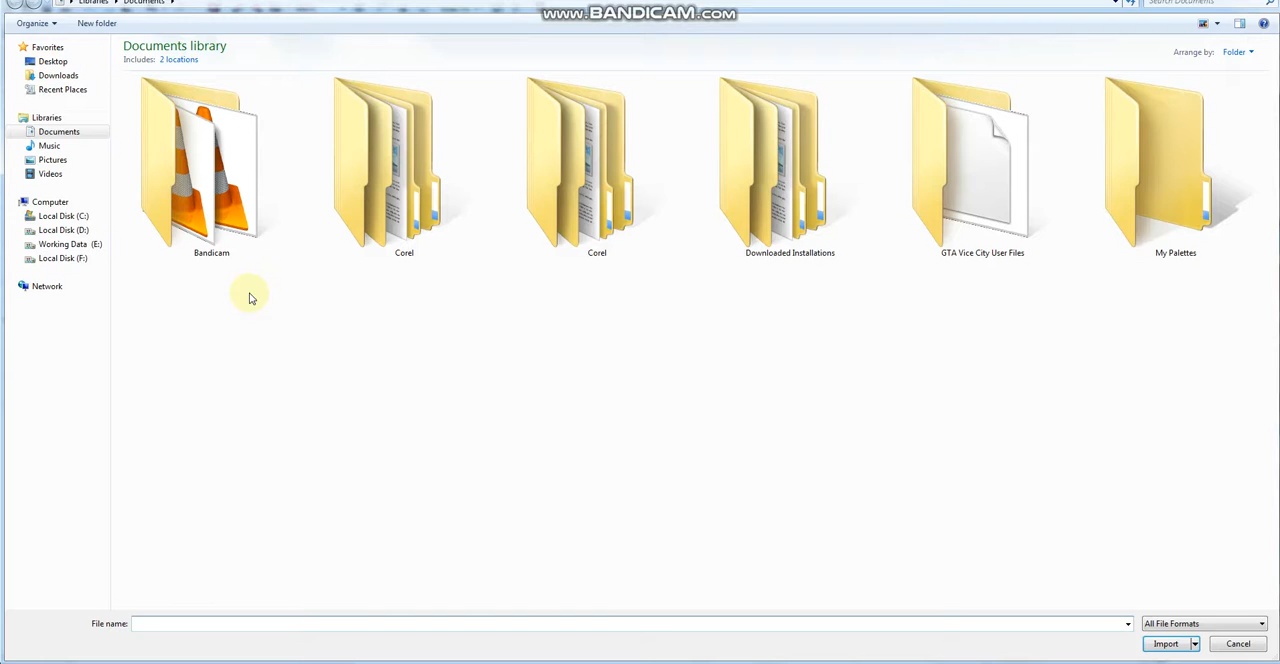 www.BANDICAM.com
Libraries
Documents
Search Documents
Organize
New folder
Favorites
Desktop
Downloads
Recent Places
Libraries
Documents
Music
Pictures
Videos
Computer
Local Disk (C:)
Local Disk (D:)
Working Data (E:)
Local Disk (F:)
Network
Documents library
Includes: 2 locations
Arrange by: Folder
Bandicam
Corel
Corel
Downloaded Installations
GTA Vice City User Files
My Palettes
File name:
All File Formats
Import
Cancel